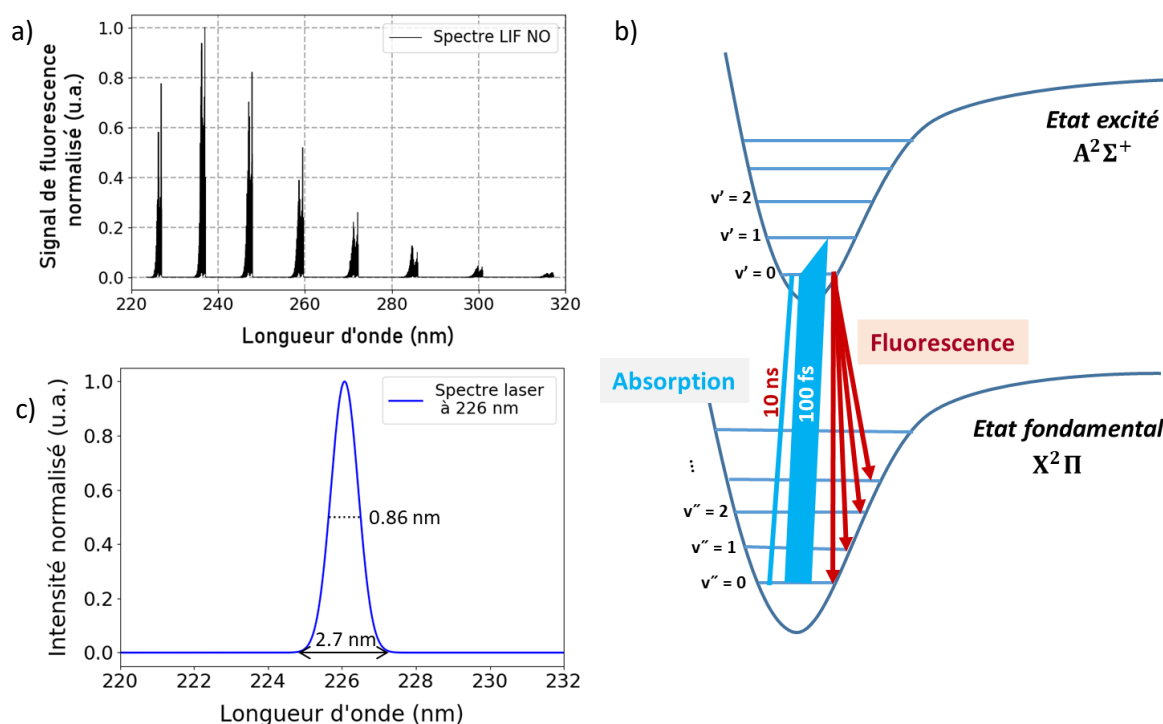 a)
Signal de fluorescence
normalisé (u.a.)
1.0
0.8
0.6
0.4
0.2
0.0
Spectre LIF NO
220
240
260
280
300
320
Longueur d'onde (nm)
c)
Intensité normalisé (u.a.)
1.0
0.8
0.6
0.4
0.2
0.0
Spectre laser
à 226 nm
0.86 nm
2.7 nm
220
222
224
226
228
230
232
Longueur d'onde (nm)
b)
Etat excité
A²Σ⁺
v' = 2
v' = 1
v' = 0
Fluorescence
Absorption
10 ns
100 fs
Etat fondamental
X²Π
...
v″ = 2
v″ = 1
v″ = 0